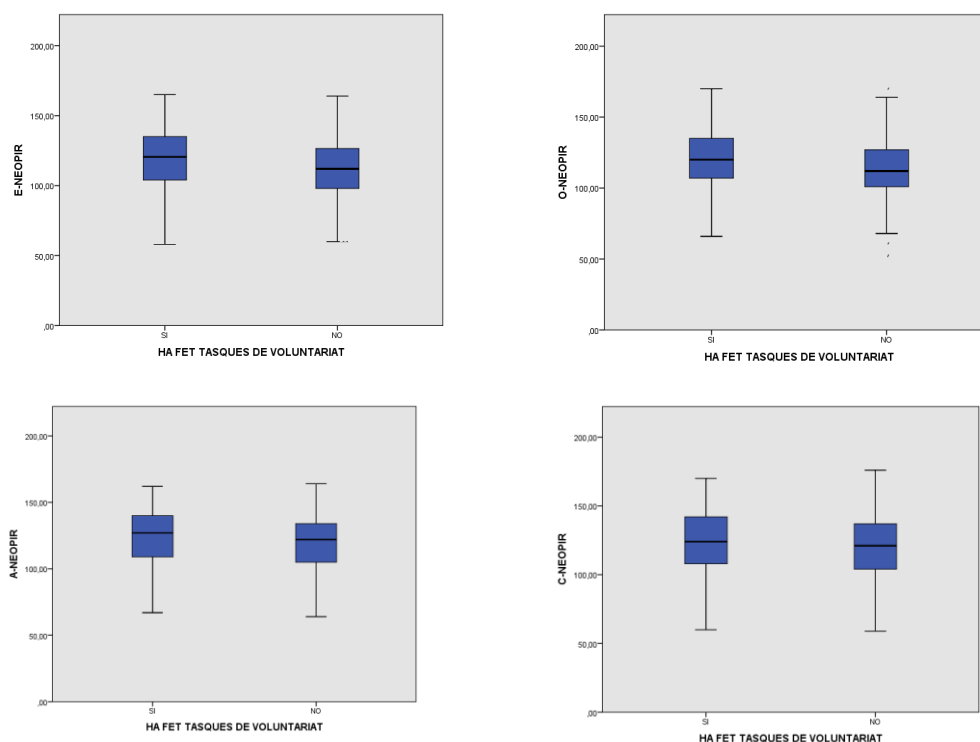 200,00
150,00
100,00
50,00
,00
E-NEOPIR
SI
NO
HA FET TASQUES DE VOLUNTARIAT
200,00
150,00
100,00
50,00
,00
O-NEOPIR
SI
NO
HA FET TASQUES DE VOLUNTARIAT
200,00
150,00
100,00
50,00
,00
A-NEOPIR
SI
NO
HA FET TASQUES DE VOLUNTARIAT
200,00
150,00
100,00
50,00
,00
C-NEOPIR
SI
NO
HA FET TASQUES DE VOLUNTARIAT